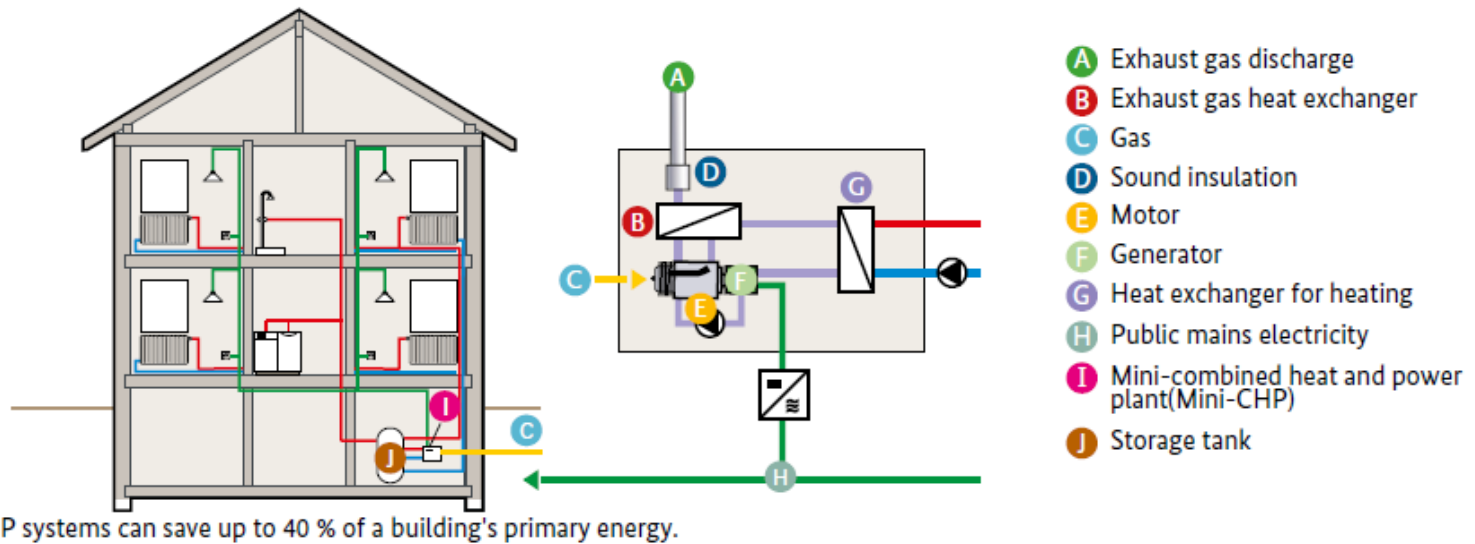 A
D
G
B
C
F
E
I
C
J
H
A Exhaust gas discharge
B Exhaust gas heat exchanger
C Gas
D Sound insulation
E Motor
F Generator
G Heat exchanger for heating
H Public mains electricity
I Mini-combined heat and power
plant(Mini-CHP)
J Storage tank
P systems can save up to 40 % of a building's primary energy.